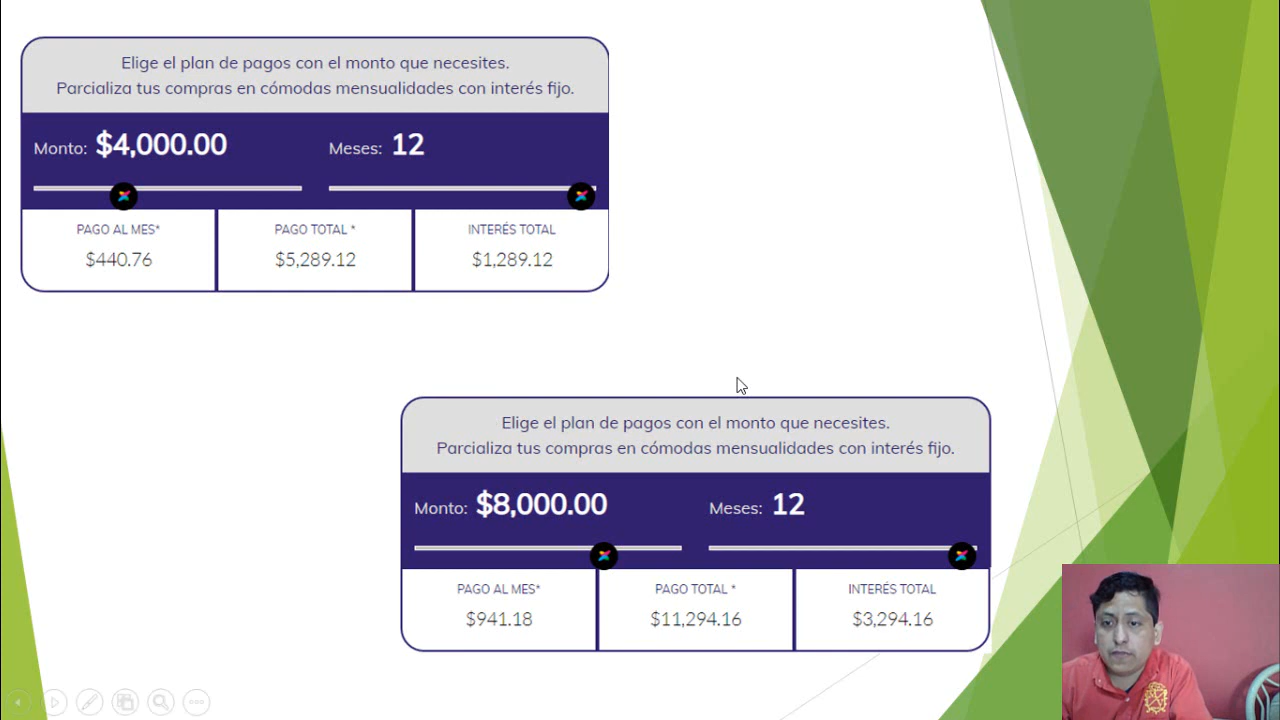 Elige el plan de pagos con el monto que necesites.
Parcializa tus compras en cómodas mensualidades con interés fijo.
Monto: $4,000.00 Meses: 12
PAGO AL MES* PAGO TOTAL * INTERÉS TOTAL
$440.76 $5,289.12 $1,289.12
Elige el plan de pagos con el monto que necesites.
Parcializa tus compras en cómodas mensualidades con interés fijo.
Monto: $8,000.00 Meses: 12
PAGO AL MES* PAGO TOTAL * INTERÉS TOTAL
$941.18 $11,294.16 $3,294.16